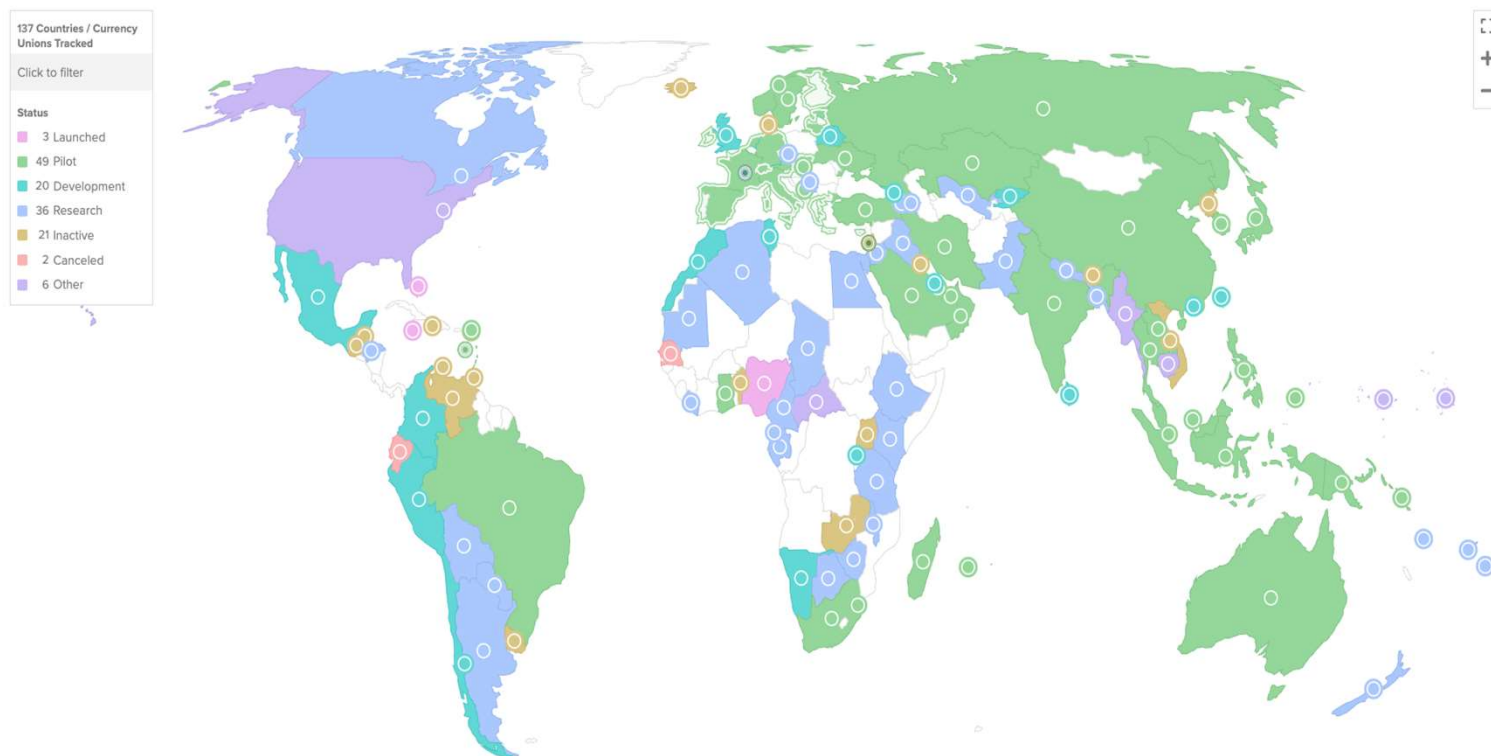 137 Countries / Currency
Unions Tracked
Click to filter
Status
3 Launched
49 Pilot
20 Development
36 Research
21 Inactive
2 Canceled
6 Other
+
−